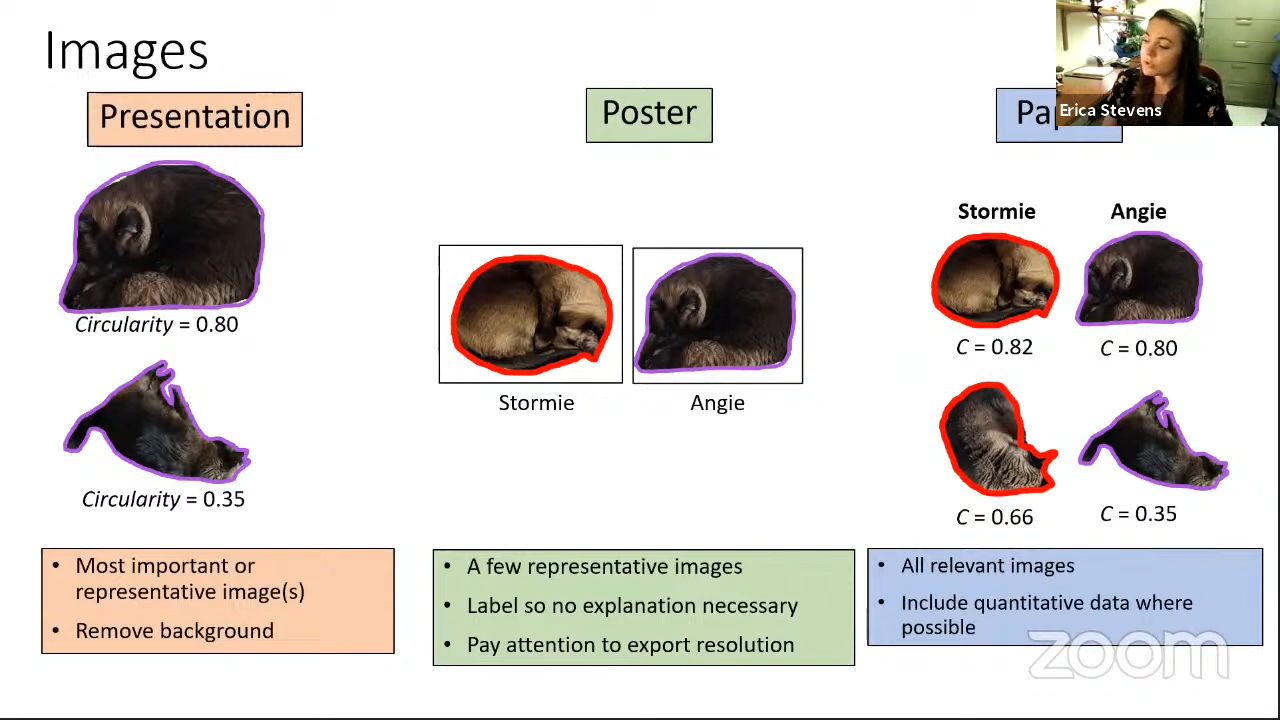 Images
Presentation
Poster
Pa
Erica Stevens
Circularity = 0.80
Circularity = 0.35
Stormie
Angie
Stormie
Angie
C = 0.82
C = 0.80
C = 0.66
C = 0.35
• Most important or
representative image(s)
• Remove background
• A few representative images
• Label so no explanation necessary
• Pay attention to export resolution
• All relevant images
• Include quantitative data where
possible
zoom